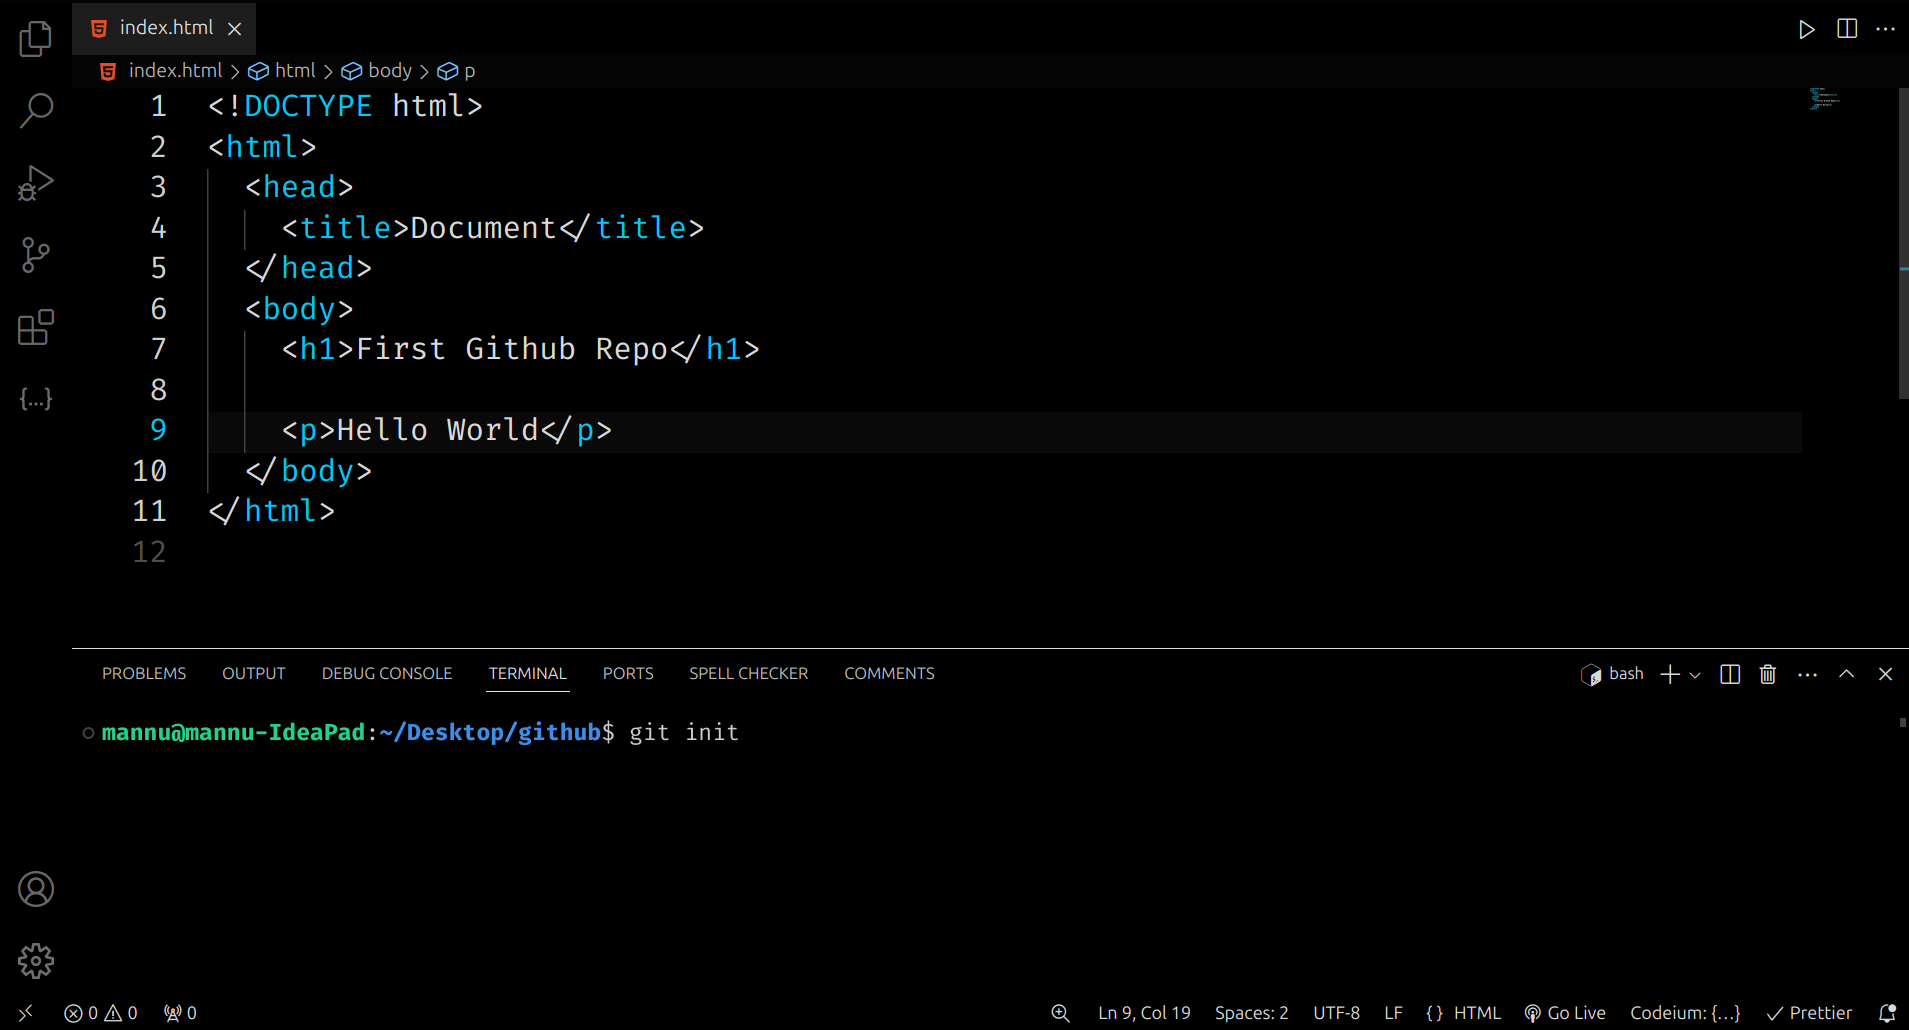 index.html
index.html > html > body > p
1 <!DOCTYPE html>
2 <html>
3   <head>
4     <title>Document</title>
5   </head>
6   <body>
7     <h1>First Github Repo</h1>
8
9     <p>Hello World</p>
10   </body>
11 </html>
12
PROBLEMS OUTPUT DEBUG CONSOLE TERMINAL PORTS SPELL CHECKER COMMENTS bash
mannu@mannu-IdeaPad:~/Desktop/github$ git init
0 0 0 Ln 9, Col 19 Spaces: 2 UTF-8 LF {} HTML Go Live Codeium: {...} Prettier